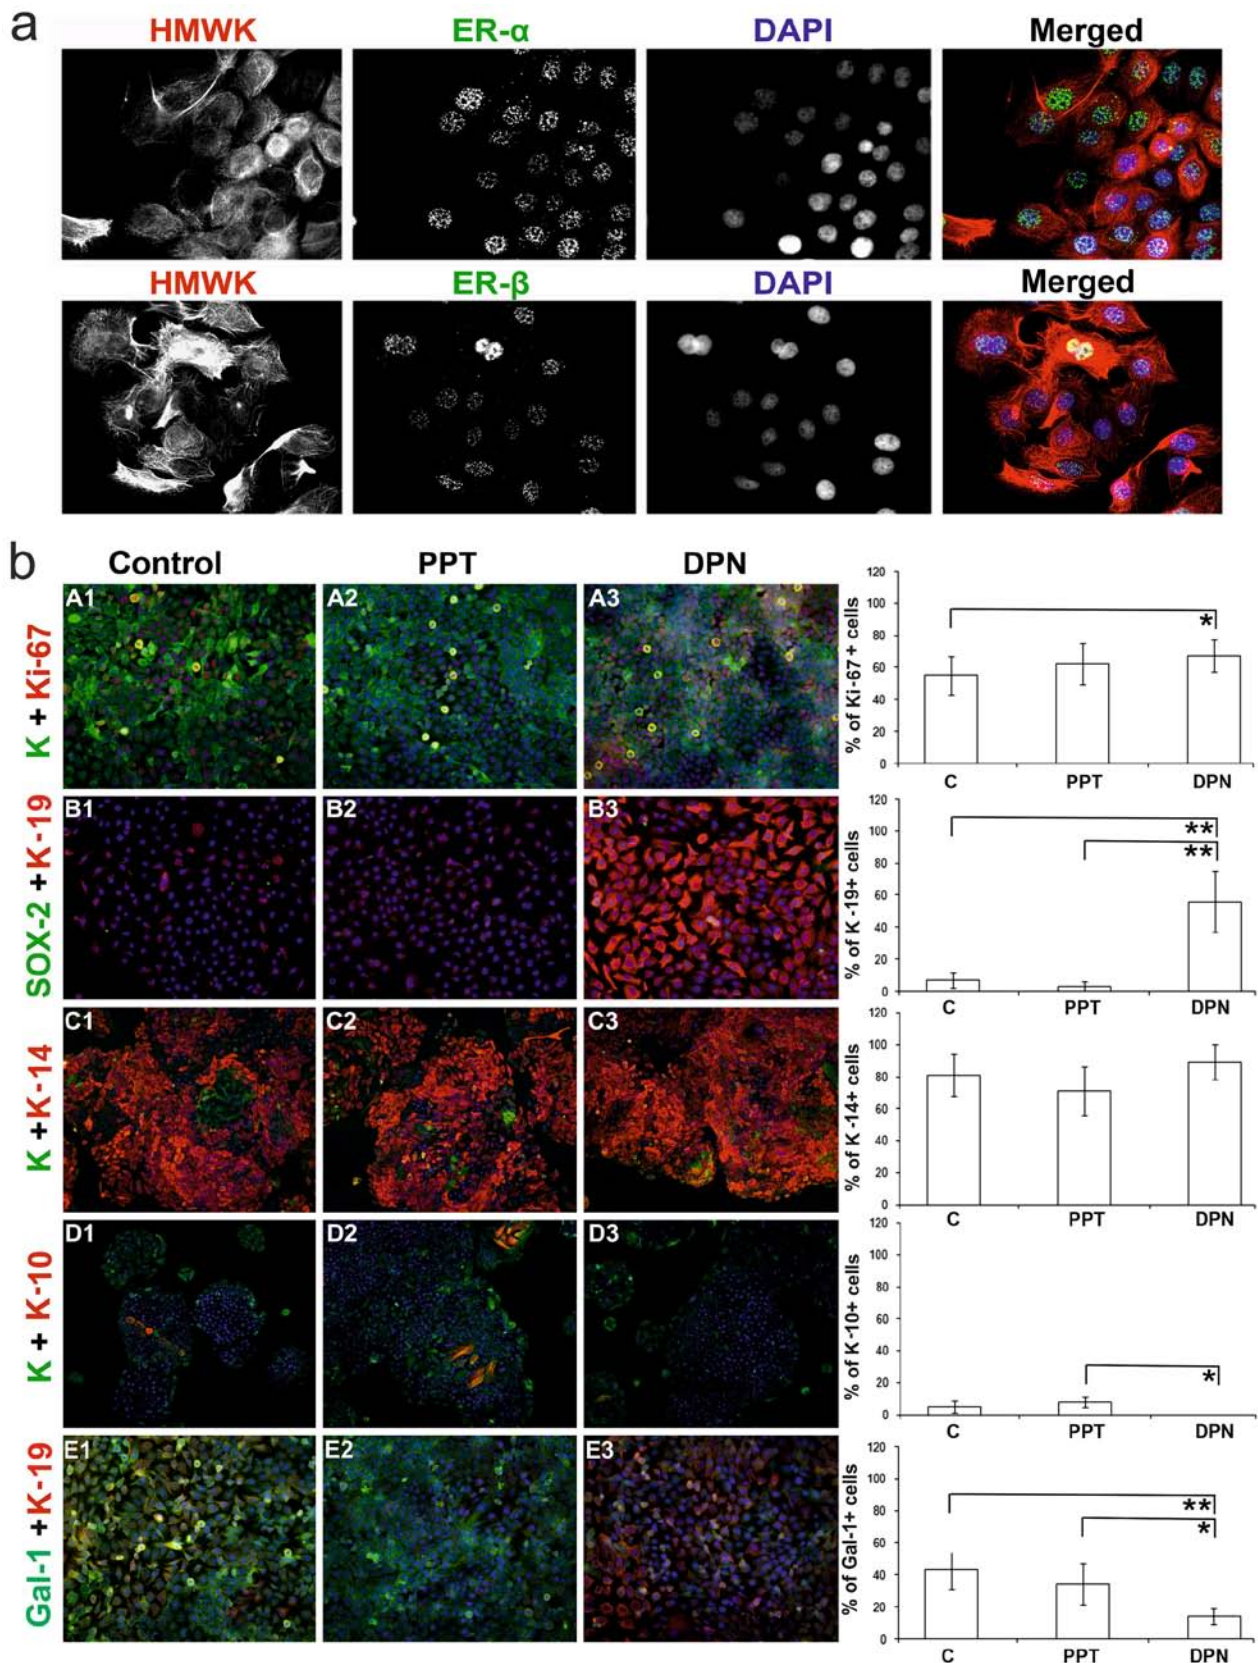 a
HMWK ER-α DAPI Merged
HMWK ER-β DAPI Merged
b
Control PPT DPN
K + Ki-67
A1 A2 A3
% of Ki-67 + cells
120
100
80
60
40
20
0
*
C PPT DPN
SOX-2 + K-19
B1 B2 B3
% of K-19+ cells
120
100
80
60
40
20
0
**
**
C PPT DPN
K +K-14
C1 C2 C3
% of K-14+ cells
120
100
80
60
40
20
0
C PPT DPN
K + K-10
D1 D2 D3
% of K-10+ cells
120
100
80
60
40
20
0
*
C PPT DPN
Gal-1 +K-19
E1 E2 E3
% of Gal-1+ cells
120
100
80
60
40
20
0
**
*
C PPT DPN